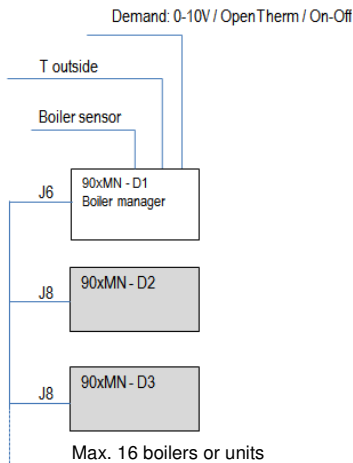 Demand: 0-10V / OpenTherm / On-Off
T outside
Boiler sensor
J6
90xMN - D1
Boiler manager
J8
90xMN - D2
J8
90xMN - D3
Max. 16 boilers or units